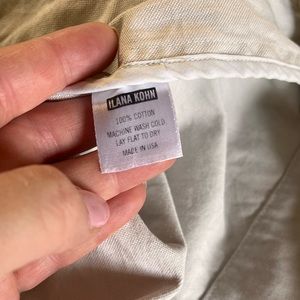 ILANA KOHN
100% COTTON
MACHINE WASH COLD
LAY FLAT TO DRY
MADE IN USA